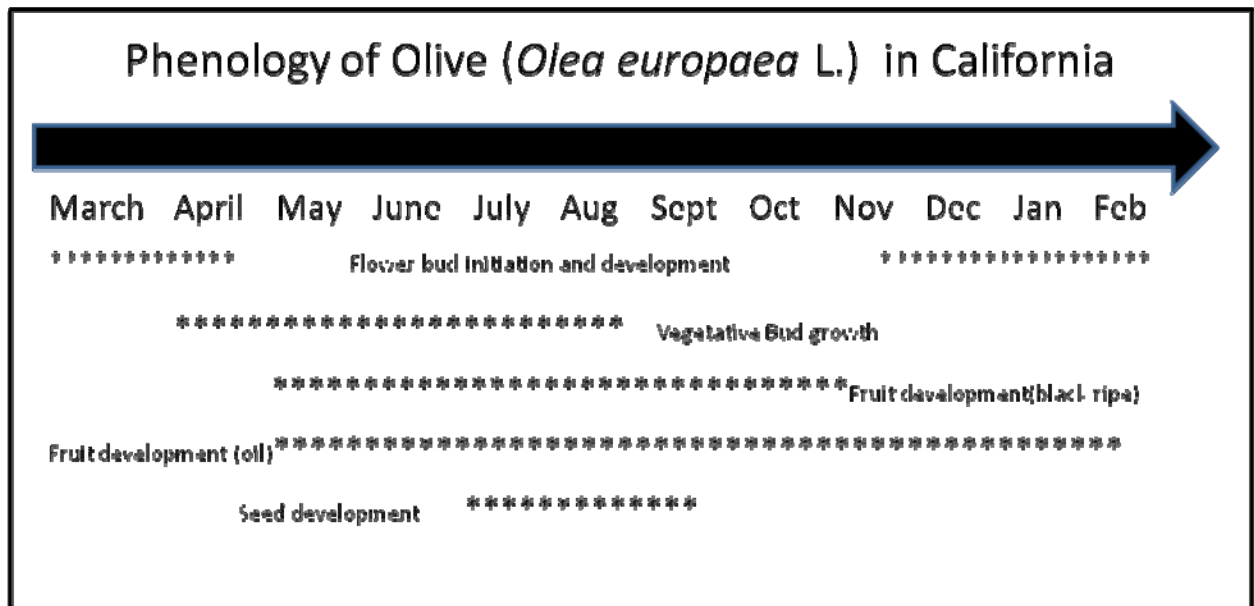 Phenology of Olive (Olea europaea L.) in California
March April May June July Aug Sept Oct Nov Dec Jan Feb
************* Flower bud initiation and development *******************
************************* Vegetative Bud growth
********************************Fruit development(black ripe)
Fruit development (oil)***********************************************
Seed development *************